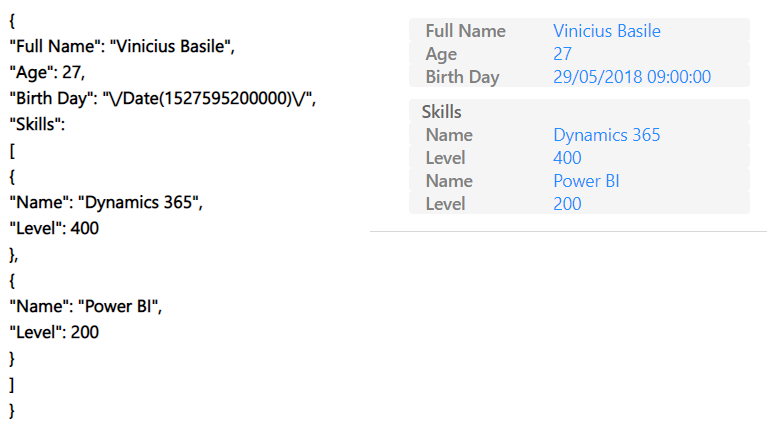 {
"Full Name": "Vinicius Basile",
"Age": 27,
"Birth Day": "\/Date(1527595200000)\/",
"Skills":
[
{
"Name": "Dynamics 365",
"Level": 400
},
{
"Name": "Power BI",
"Level": 200
}
]
}
Full Name Vinicius Basile
Age 27
Birth Day 29/05/2018 09:00:00
Skills
Name Dynamics 365
Level 400
Name Power BI
Level 200